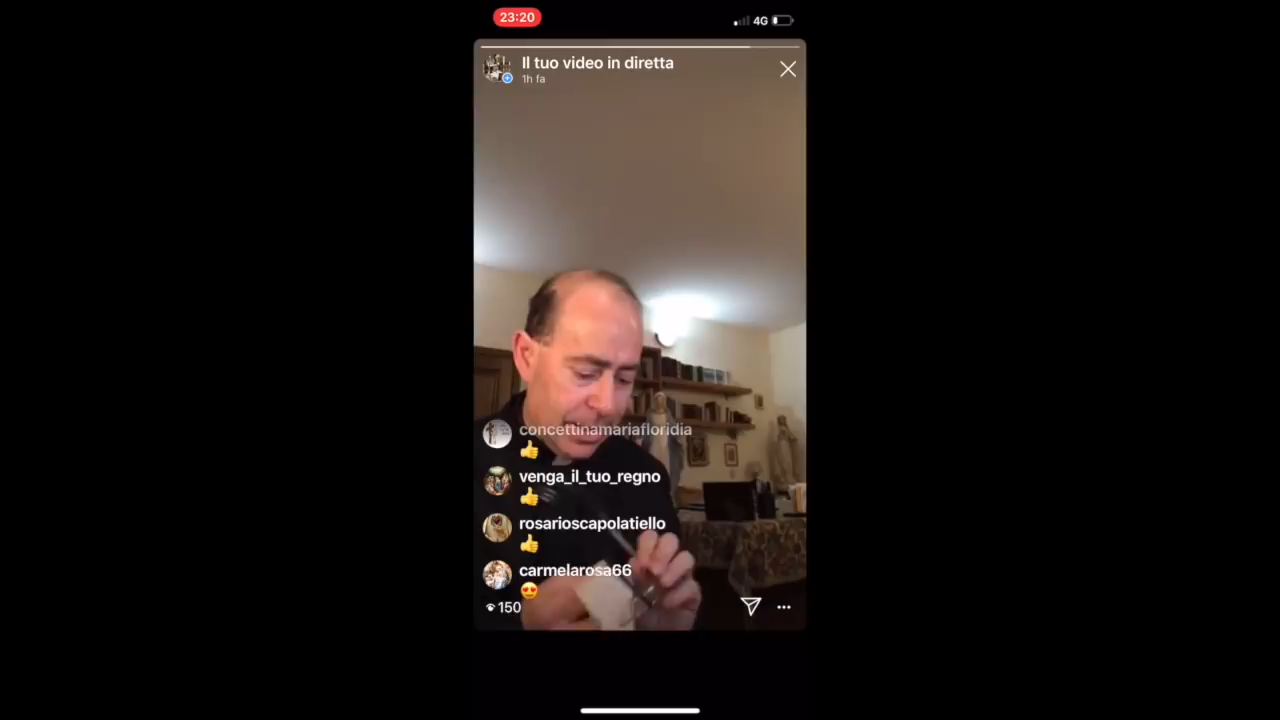 23:20
4G
Il tuo video in diretta
1h fa
concettinamariafloridia
👍
venga_il_tuo_regno
👍
rosarioscapolatiello
👍
carmelarosa66
😍
150